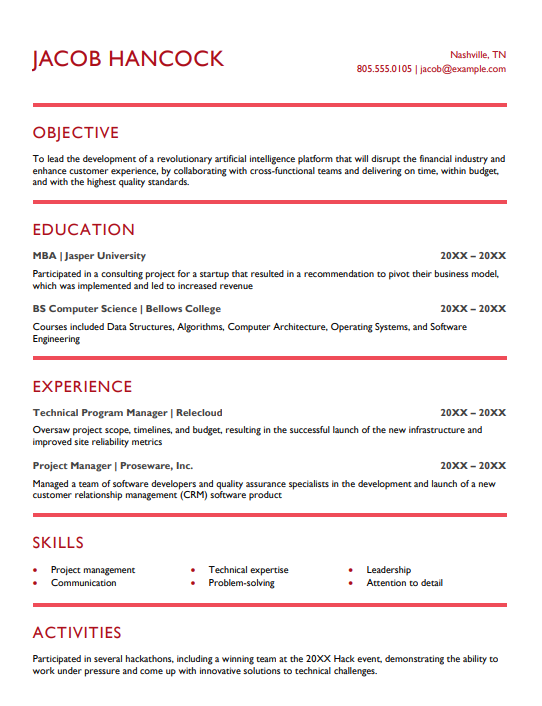 JACOB HANCOCK
Nashville, TN
805.555.0105 | jacob@example.com
OBJECTIVE
To lead the development of a revolutionary artificial intelligence platform that will disrupt the financial industry and
enhance customer experience, by collaborating with cross-functional teams and delivering on time, within budget,
and with the highest quality standards.
EDUCATION
MBA | Jasper University 20XX – 20XX
Participated in a consulting project for a startup that resulted in a recommendation to pivot their business model,
which was implemented and led to increased revenue
BS Computer Science | Bellows College 20XX – 20XX
Courses included Data Structures, Algorithms, Computer Architecture, Operating Systems, and Software
Engineering
EXPERIENCE
Technical Program Manager | Relecloud 20XX – 20XX
Oversaw project scope, timelines, and budget, resulting in the successful launch of the new infrastructure and
improved site reliability metrics
Project Manager | Proseware, Inc. 20XX – 20XX
Managed a team of software developers and quality assurance specialists in the development and launch of a new
customer relationship management (CRM) software product
SKILLS
• Project management • Technical expertise • Leadership
• Communication • Problem-solving • Attention to detail
ACTIVITIES
Participated in several hackathons, including a winning team at the 20XX Hack event, demonstrating the ability to
work under pressure and come up with innovative solutions to technical challenges.